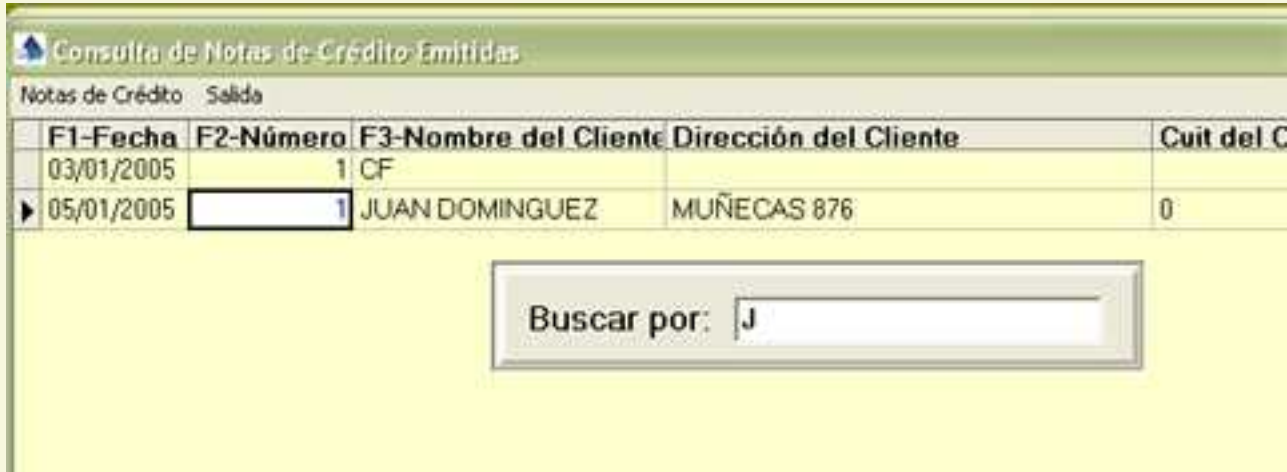 Consulta de Notas de Crédito Emitidas
Notas de Crédito Salida
F1-Fecha F2-Número F3-Nombre del Cliente Dirección del Cliente Cuit del C
03/01/2005 1 CF
05/01/2005 1 JUAN DOMINGUEZ MUÑECAS 876 0
Buscar por: J